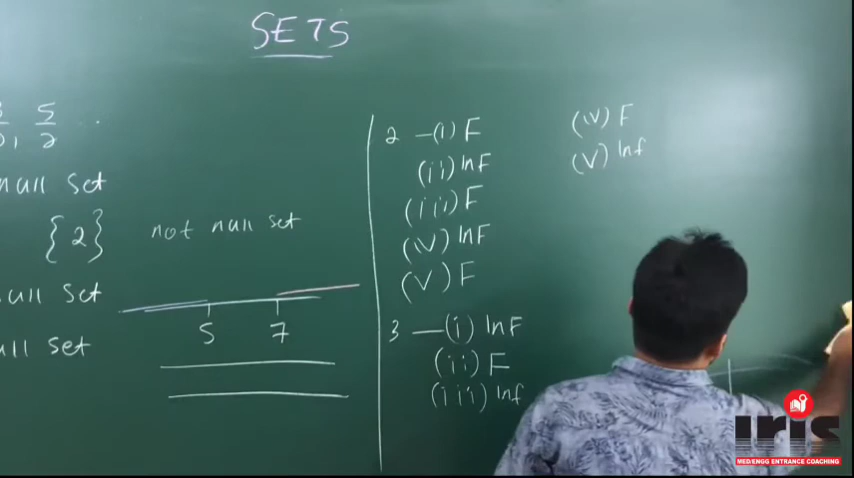 SETS
5/2 ..
null set
{2} not null set
null set
5 7
null set
2 - (i) F
(ii) InF
(iii) F
(iv) InF
(v) F
3 - (i) InF
(ii) F
(iii) Inf
(iv) F
(v) Inf
iris
MED/ENGG ENTRANCE COACHING